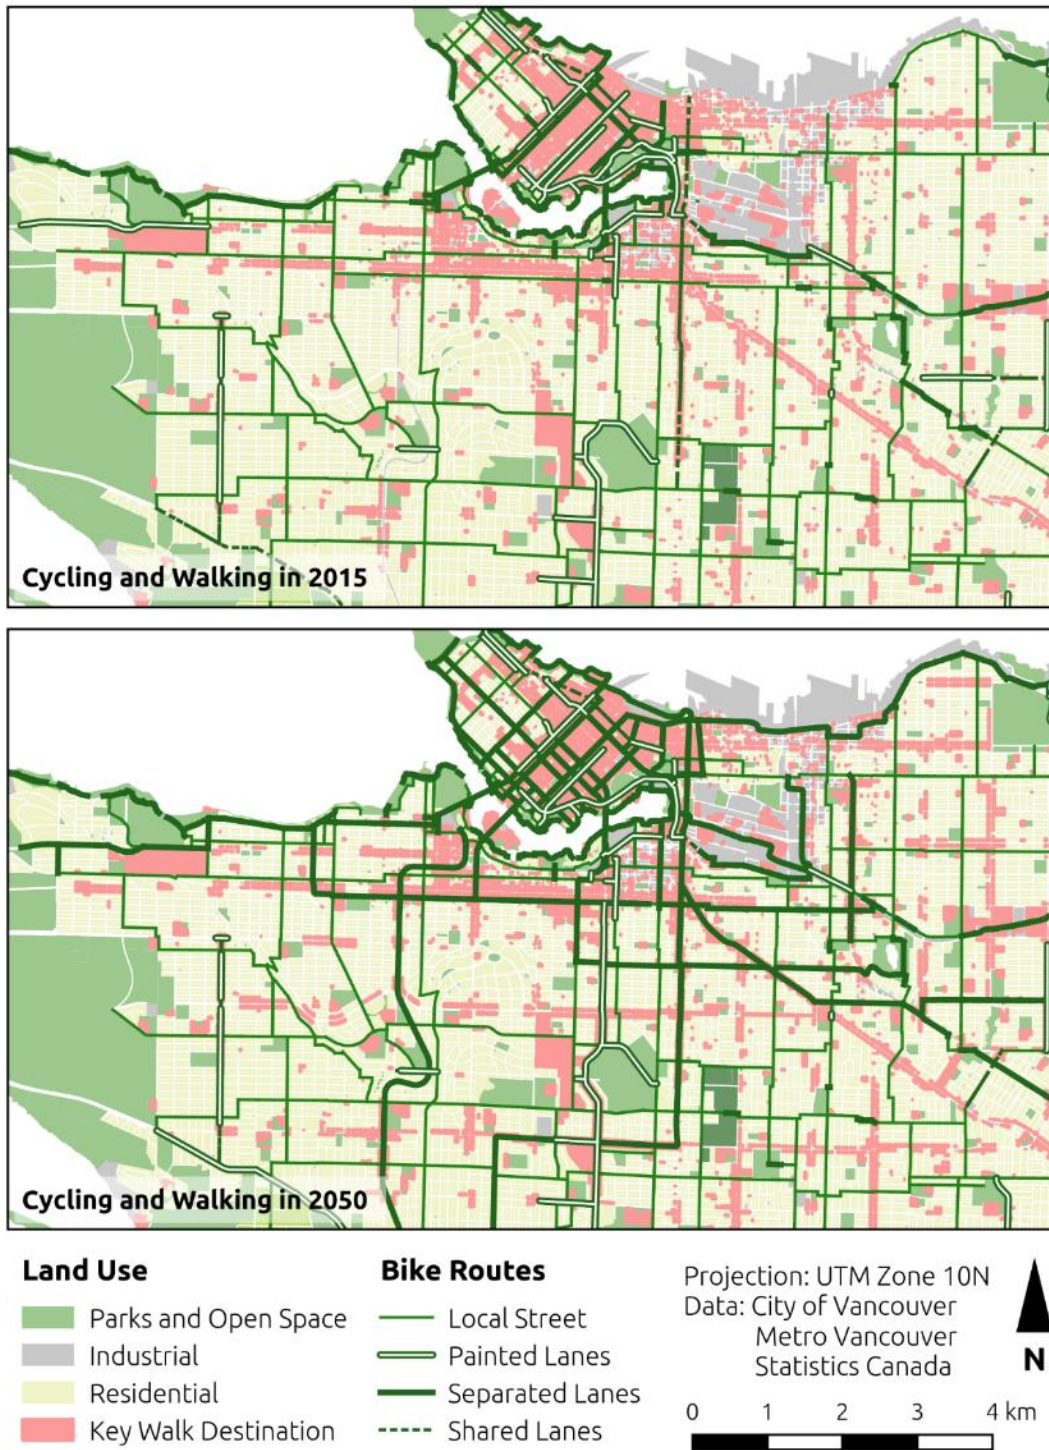 Cycling and Walking in 2015
Cycling and Walking in 2050
Land Use
Parks and Open Space
Industrial
Residential
Key Walk Destination
Bike Routes
Local Street
Painted Lanes
Separated Lanes
Shared Lanes
Projection: UTM Zone 10N
Data: City of Vancouver
Metro Vancouver
Statistics Canada
N
0 1 2 3 4 km